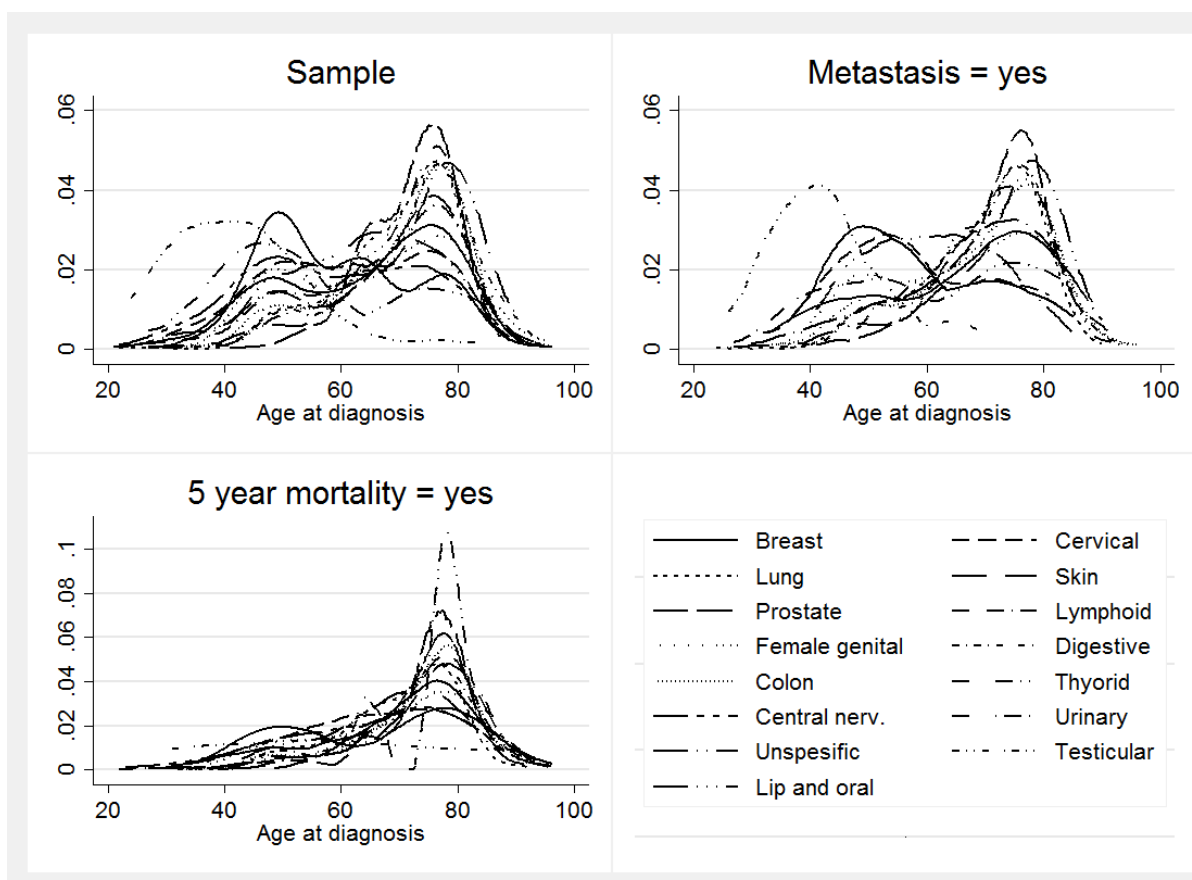 Sample
.06
.04
.02
0
20 40 60 80 100
Age at diagnosis
Metastasis = yes
.06
.04
.02
0
20 40 60 80 100
Age at diagnosis
5 year mortality = yes
.1
.08
.06
.04
.02
0
20 40 60 80 100
Age at diagnosis
Breast Cervical
Lung Skin
Prostate Lymphoid
Female genital Digestive
Colon Thyorid
Central nerv. Urinary
Unspesific Testicular
Lip and oral